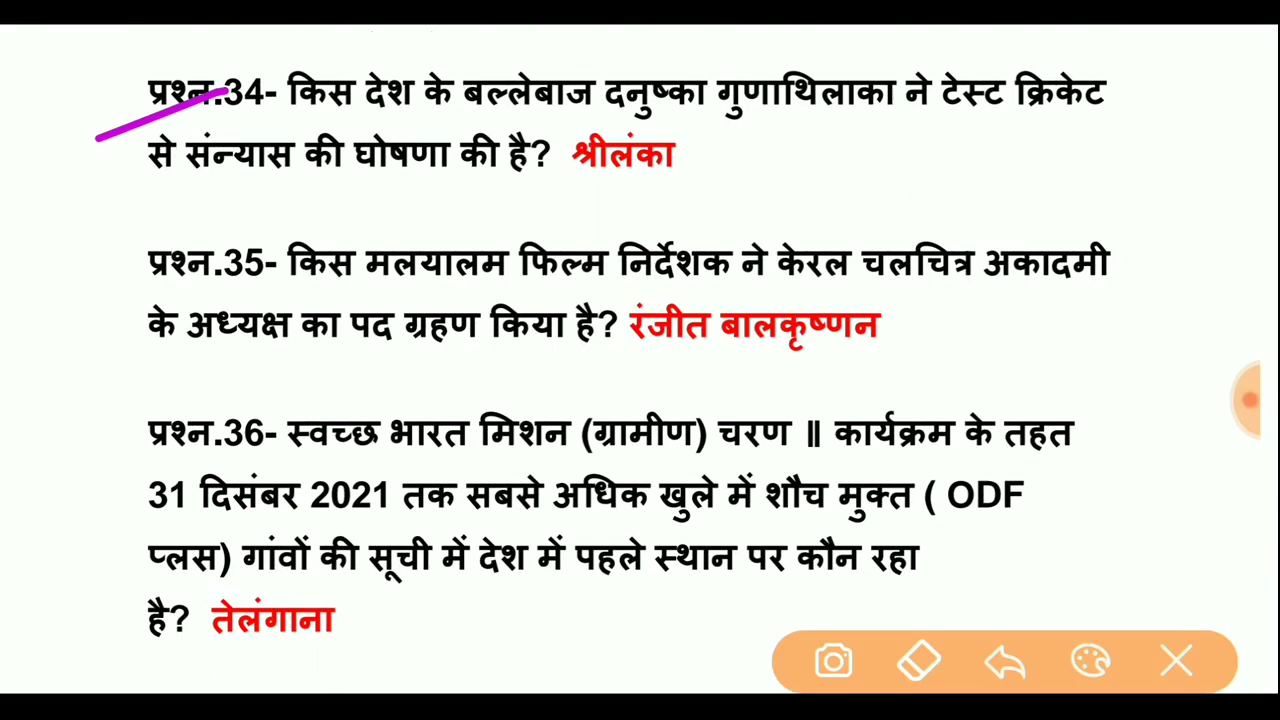 प्रश्न.34- किस देश के बल्लेबाज दनुष्का गुणाथिलाका ने टेस्ट क्रिकेट
से संन्यास की घोषणा की है? श्रीलंका
प्रश्न.35- किस मलयालम फिल्म निर्देशक ने केरल चलचित्र अकादमी
के अध्यक्ष का पद ग्रहण किया है? रंजीत बालकृष्णन
प्रश्न.36- स्वच्छ भारत मिशन (ग्रामीण) चरण ॥ कार्यक्रम के तहत
31 दिसंबर 2021 तक सबसे अधिक खुले में शौच मुक्त ( ODF
प्लस) गांवों की सूची में देश में पहले स्थान पर कौन रहा
है? तेलंगाना